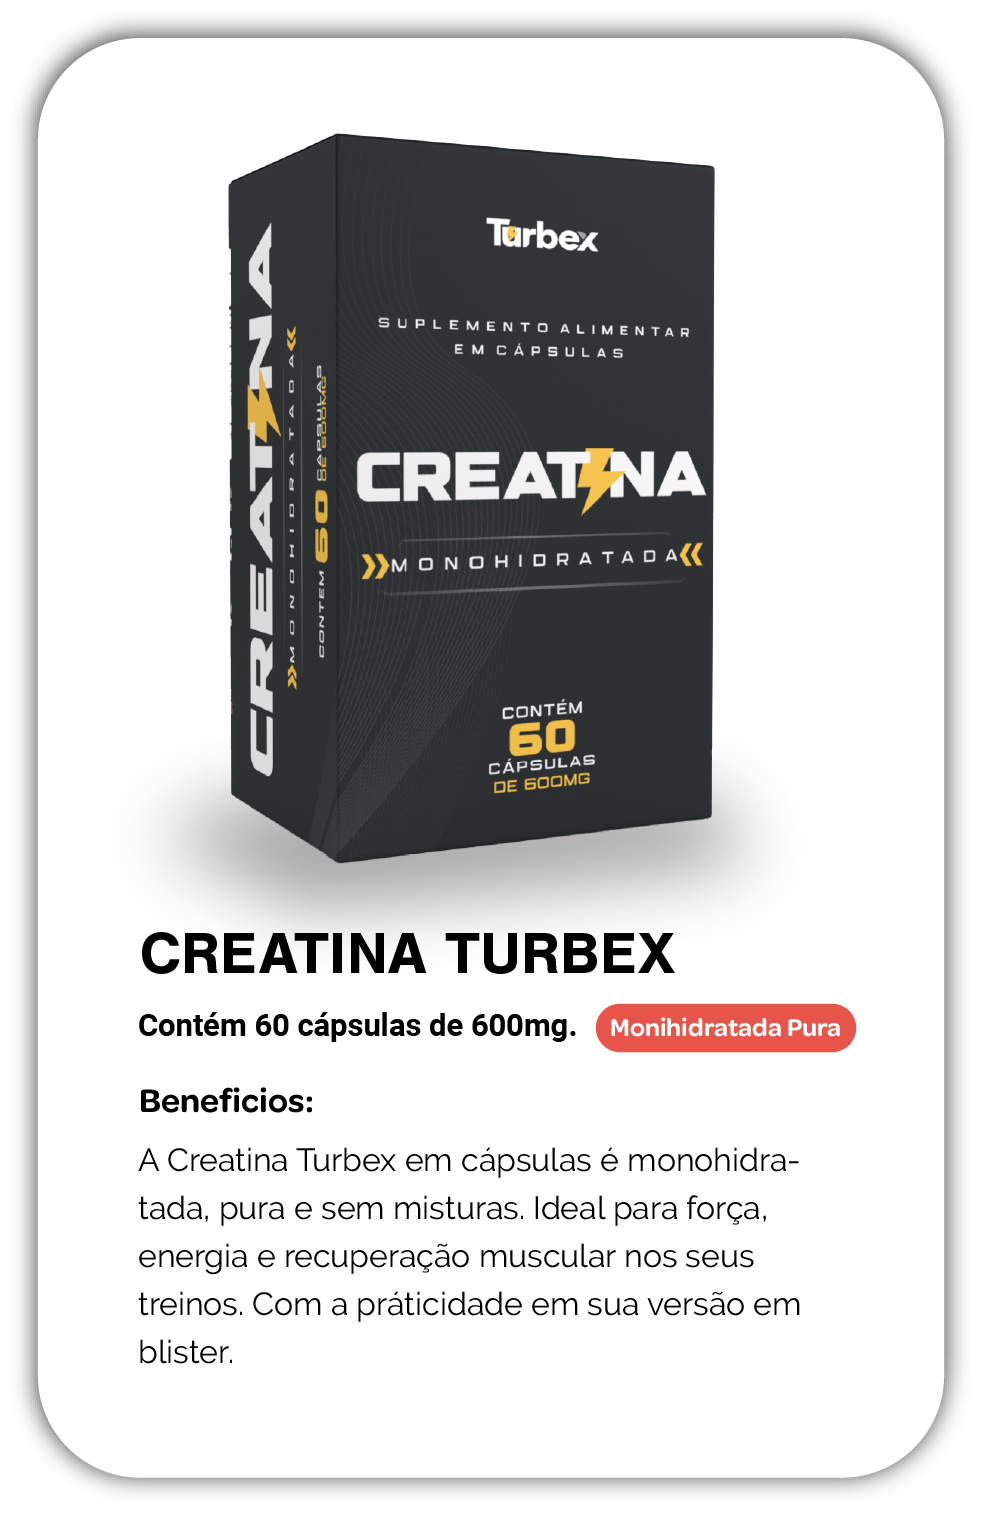 Turbex
SUPLEMENTO ALIMENTAR
EM CÁPSULAS
CREATINA
MONOHIDRATADA
CONTÉM
60
CÁPSULAS
DE 600MG
CREATINA
MONOHIDRATADA
CONTÉM 60 CÁPSULAS
DE 600MG
CREATINA TURBEX
Contém 60 cápsulas de 600mg. Monihidratada Pura
Beneficios:
A Creatina Turbex em cápsulas é monohidra-
tada, pura e sem misturas. Ideal para força,
energia e recuperação muscular nos seus
treinos. Com a práticidade em sua versão em
blister.